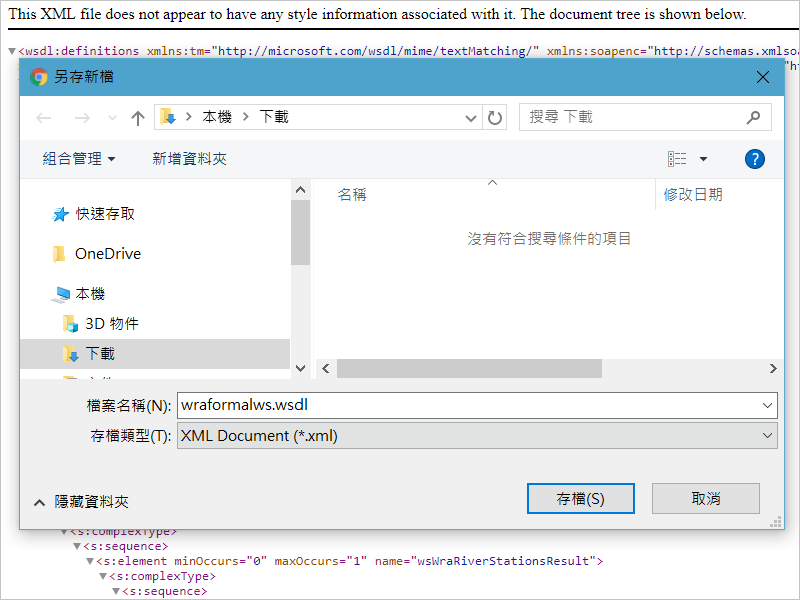 This XML file does not appear to have any style information associated with it. The document tree is shown below.
▼<wsdl:definitions xmlns:tm="http://microsoft.com/wsdl/mime/textMatching/" xmlns:soapenc="http://schemas.xmlsoa
另存新檔
本機 > 下載
搜尋 下載
組合管理
新增資料夾
名稱
修改日期
沒有符合搜尋條件的項目
快速存取
OneDrive
本機
3D 物件
下載
檔案名稱(N): wraformalws.wsdl
存檔類型(T): XML Document (*.xml)
隱藏資料夾
存檔(S)
取消
▼<s:complexType>
▼<s:sequence>
▼<s:element minOccurs="0" maxOccurs="1" name="wsWraRiverStationsResult">
▼<s:complexType>
▼<s:sequence>